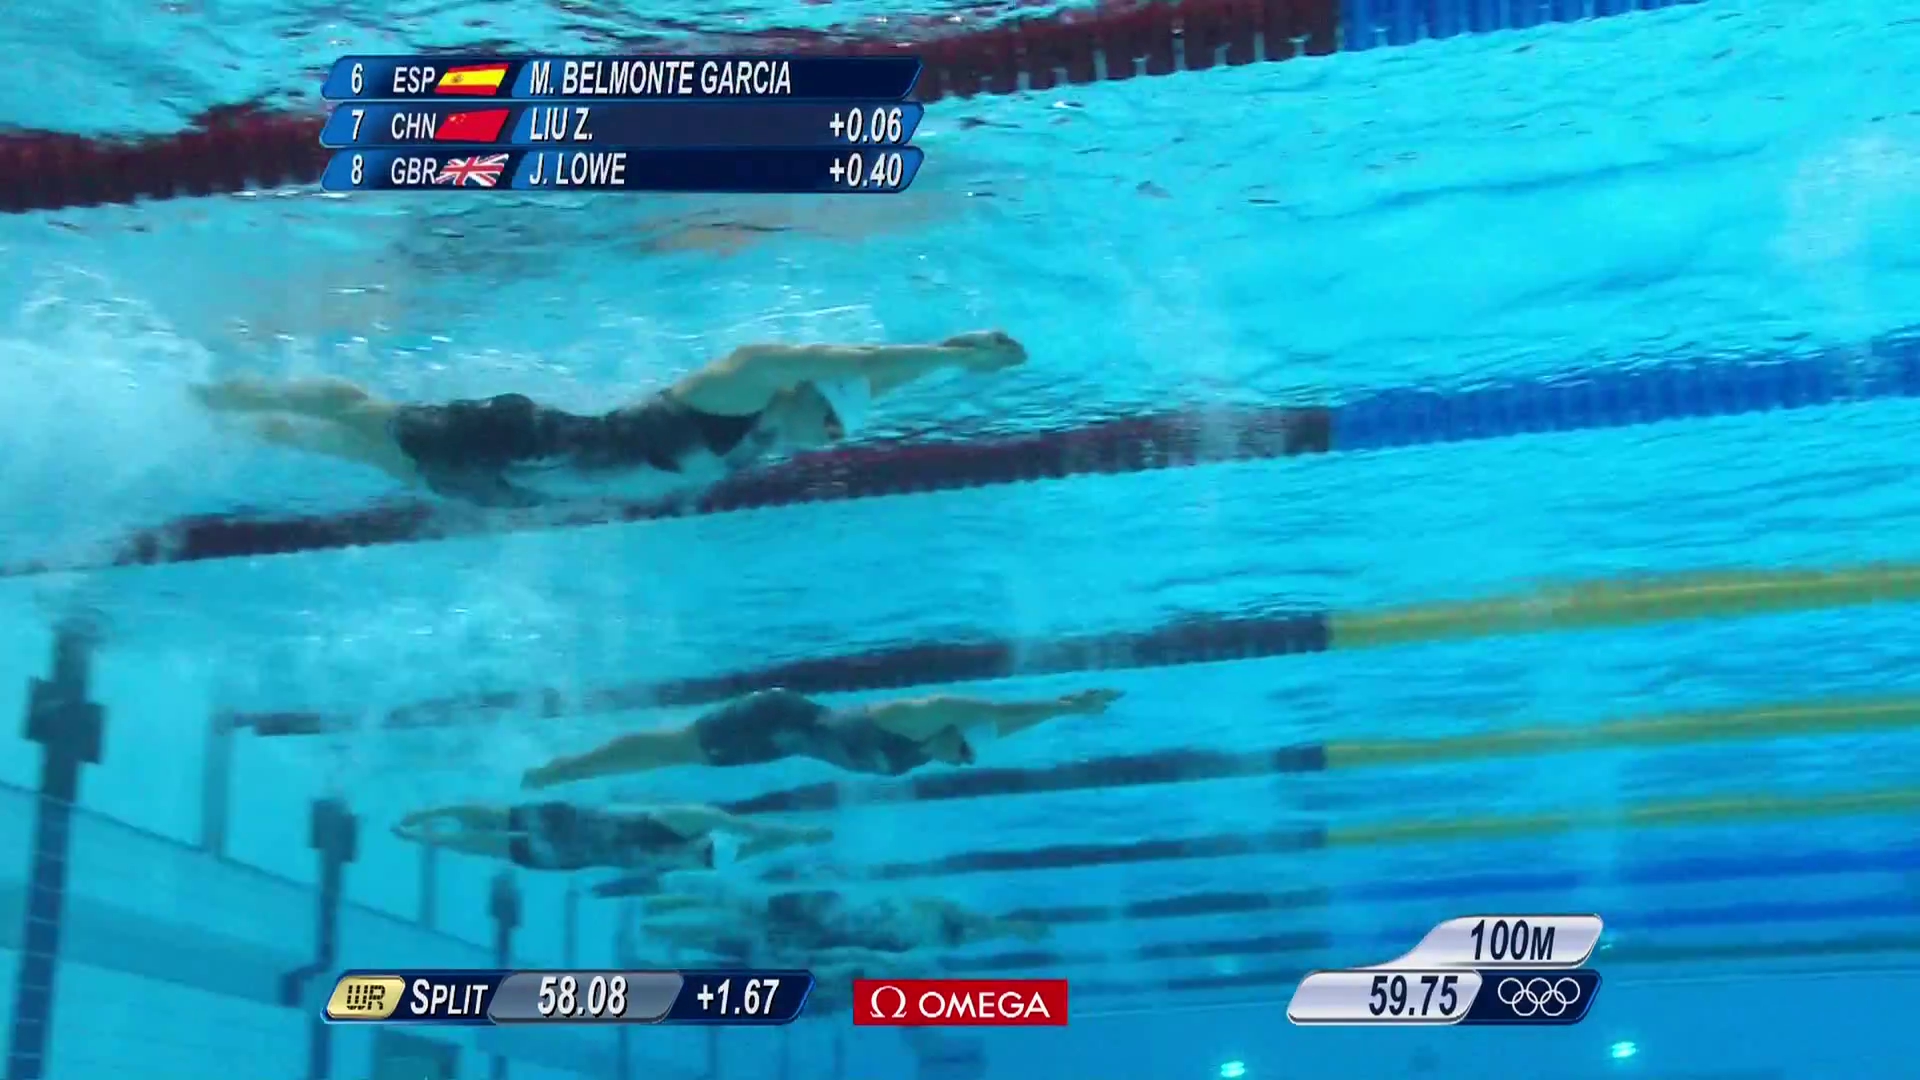 6 ESP M. BELMONTE GARCIA
7 CHN LIU Z. +0.06
8 GBR J. LOWE +0.40
100M
WR SPLIT 58.08 +1.67
Ω OMEGA
59.75